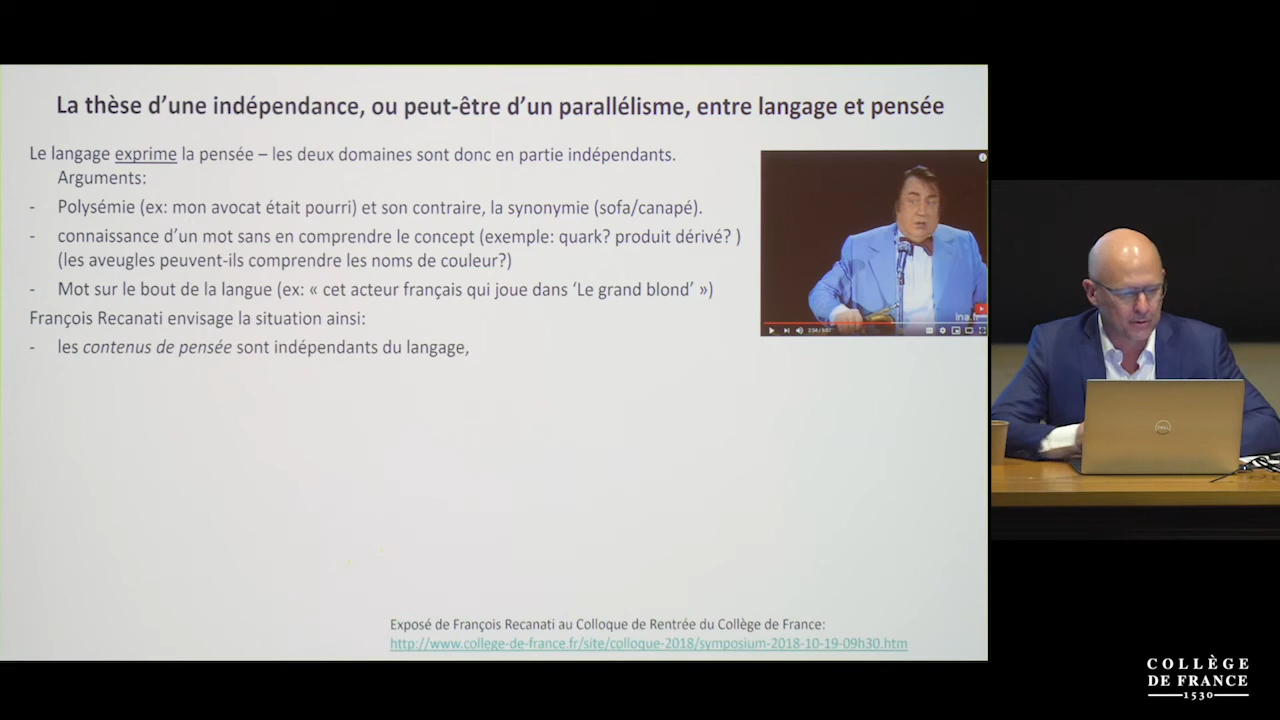 La thèse d'une indépendance, ou peut-être d'un parallélisme, entre langage et pensée
Le langage exprime la pensée – les deux domaines sont donc en partie indépendants.
Arguments:
- Polysémie (ex: mon avocat était pourri) et son contraire, la synonymie (sofa/canapé).
- connaissance d'un mot sans en comprendre le concept (exemple: quark? produit dérivé? )
(les aveugles peuvent-ils comprendre les noms de couleur?)
- Mot sur le bout de la langue (ex: « cet acteur français qui joue dans 'Le grand blond' »)
François Recanati envisage la situation ainsi:
- les contenus de pensée sont indépendants du langage,
ina.f
Exposé de François Recanati au Colloque de Rentrée du Collège de France:
http://www.college-de-france.fr/site/colloque-2018/symposium-2018-10-19-09h30.htm
DELL
COLLÈGE
DE FRANCE
1530